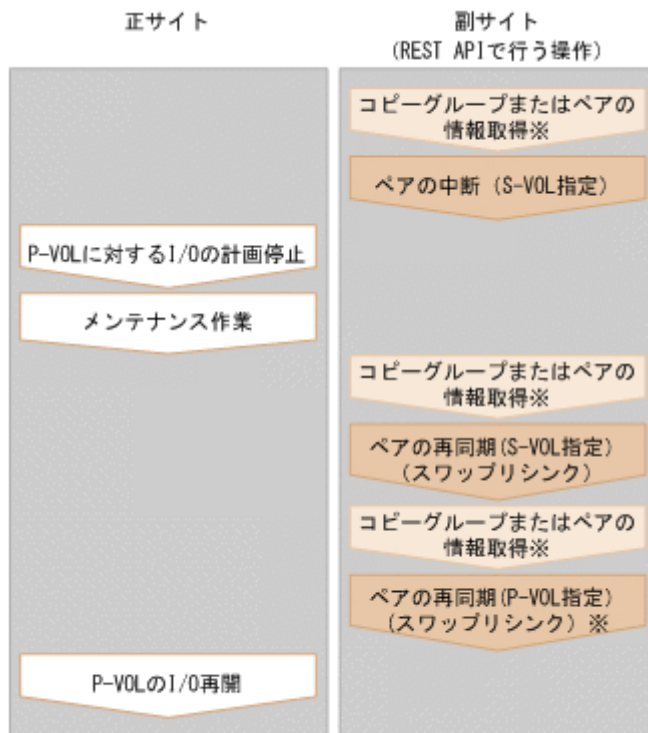 正サイト
副サイト
(REST APIで行う操作)
コピーグループまたはペアの
情報取得※
ペアの中断 (S-VOL指定)
P-VOLに対するI/Oの計画停止
メンテナンス作業
コピーグループまたはペアの
情報取得※
ペアの再同期(S-VOL指定)
(スワップリシンク)
コピーグループまたはペアの
情報取得※
ペアの再同期(P-VOL指定)
(スワップリシンク)※
P-VOLのI/O再開